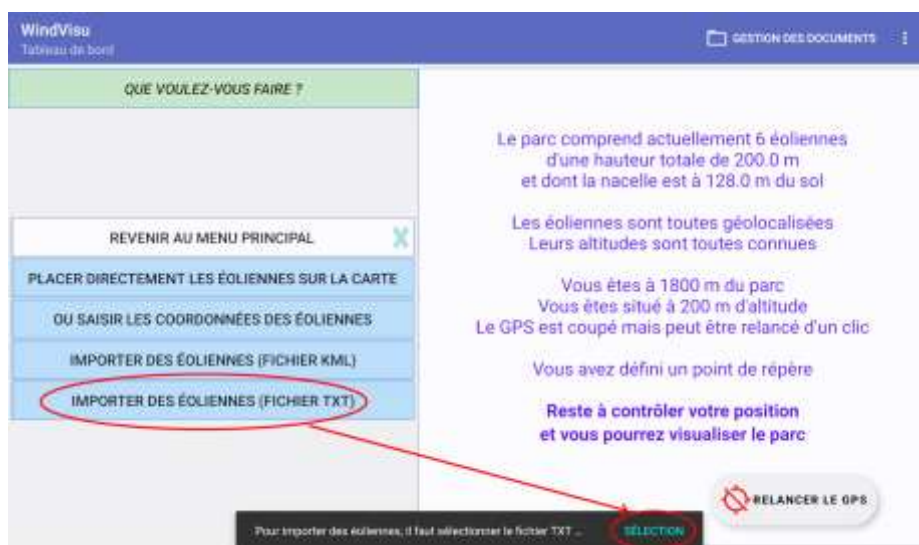 WindVisu
Tableau de bord
GESTION DES DOCUMENTS
QUE VOULEZ-VOUS FAIRE ?
REVENIR AU MENU PRINCIPAL X
PLACER DIRECTEMENT LES ÉOLIENNES SUR LA CARTE
OU SAISIR LES COORDONNÉES DES ÉOLIENNES
IMPORTER DES ÉOLIENNES (FICHIER KML)
IMPORTER DES ÉOLIENNES (FICHIER TXT)
Le parc comprend actuellement 6 éoliennes
d'une hauteur totale de 200.0 m
et dont la nacelle est à 128.0 m du sol
Les éoliennes sont toutes géolocalisées
Leurs altitudes sont toutes connues
Vous êtes à 1800 m du parc
Vous êtes situé à 200 m d'altitude
Le GPS est coupé mais peut être relancé d'un clic
Vous avez défini un point de répère
Reste à contrôler votre position
et vous pourrez visualiser le parc
RELANCER LE GPS
Pour importer des éoliennes, il faut sélectionner le fichier TXT ...
SÉLECTION